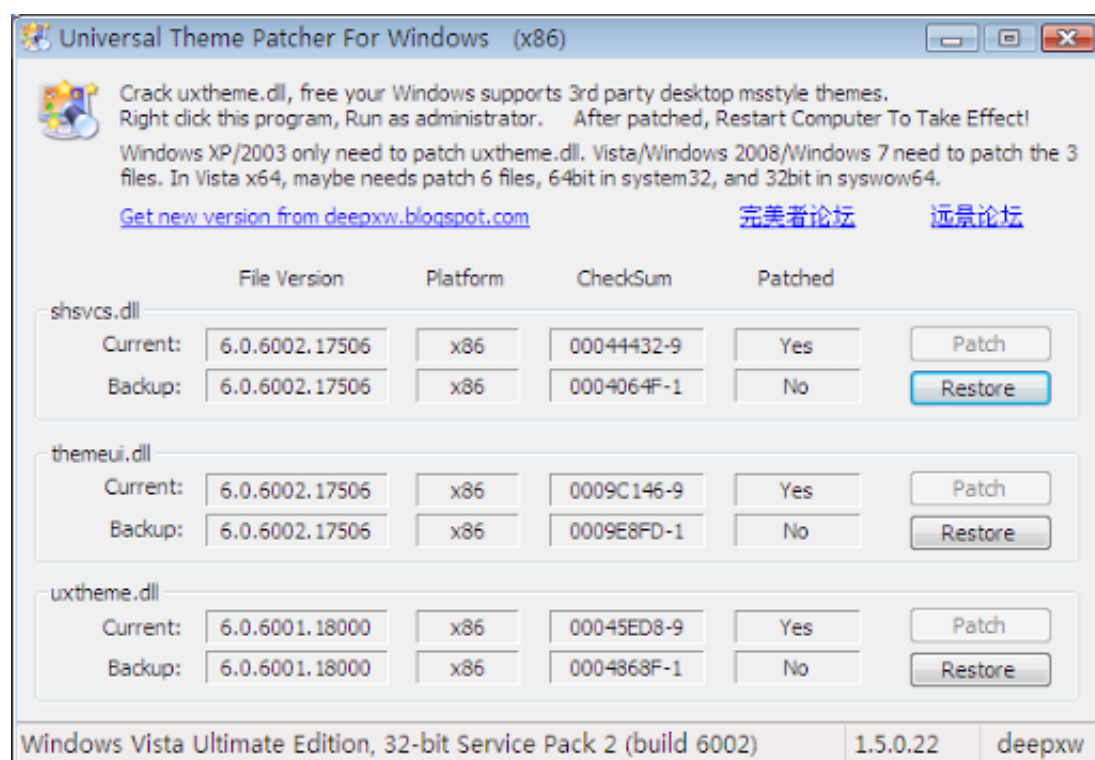 Universal Theme Patcher For Windows (x86)
Crack uxtheme.dll, free your Windows supports 3rd party desktop msstyle themes.
Right click this program, Run as administrator. After patched, Restart Computer To Take Effect!
Windows XP/2003 only need to patch uxtheme.dll. Vista/Windows 2008/Windows 7 need to patch the 3
files. In Vista x64, maybe needs patch 6 files, 64bit in system32, and 32bit in syswow64.
Get new version from deepxw.blogspot.com 完美者论坛 远景论坛
File Version Platform CheckSum Patched
shsvcs.dll
Current: 6.0.6002.17506 x86 00044432-9 Yes Patch
Backup: 6.0.6002.17506 x86 0004064F-1 No Restore
themeui.dll
Current: 6.0.6002.17506 x86 0009C146-9 Yes Patch
Backup: 6.0.6002.17506 x86 0009E8FD-1 No Restore
uxtheme.dll
Current: 6.0.6001.18000 x86 00045ED8-9 Yes Patch
Backup: 6.0.6001.18000 x86 0004868F-1 No Restore
Windows Vista Ultimate Edition, 32-bit Service Pack 2 (build 6002) 1.5.0.22 deepxw